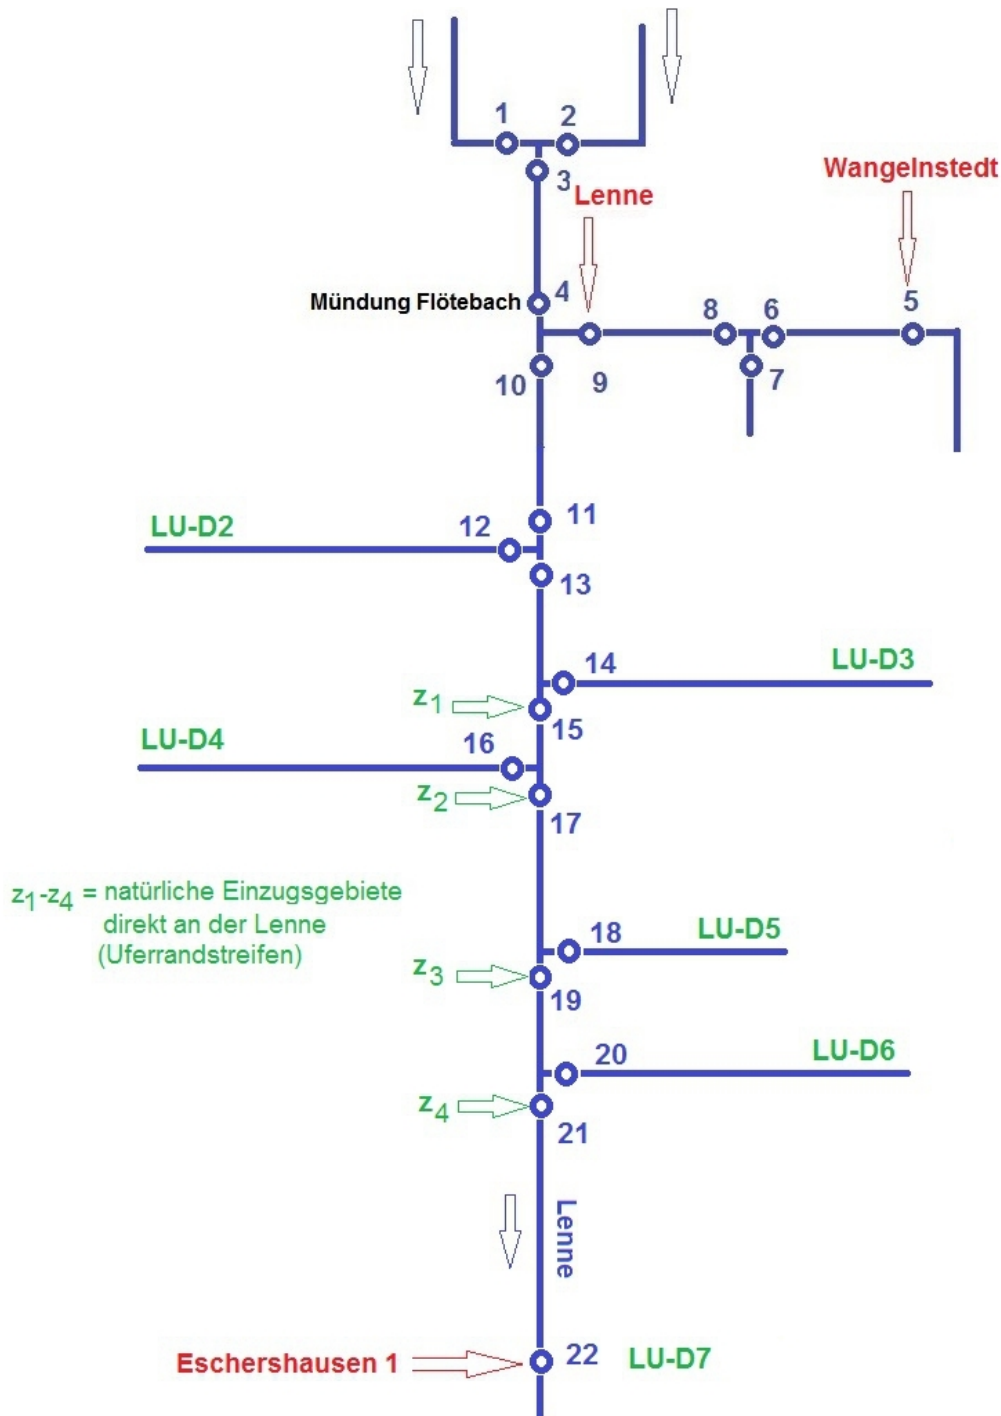 1
2
3
Lenne
Wangelnstedt
Mündung Flötebach
4
8
6
5
10
9
7
LU-D2
12
11
13
14
LU-D3
z1
15
LU-D4
16
z2
17
z1-z4 = natürliche Einzugsgebiete
direkt an der Lenne
(Uferrandstreifen)
18
LU-D5
z3
19
20
LU-D6
z4
21
Lenne
Eschershausen 1
22
LU-D7